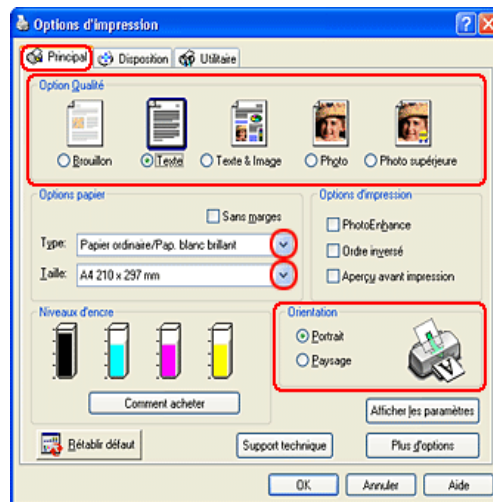 Options d'impression
Principal Disposition Utilitaire
Option Qualité
Brouillon Texte Texte & Image Photo Photo supérieure
Options papier
Sans marges
Type: Papier ordinaire/Pap. blanc brillant
Taille: A4 210 x 297 mm
Options d'impression
PhotoEnhance
Ordre inversé
Aperçu avant impression
Niveaux d'encre
Comment acheter
Orientation
Portrait
Paysage
Afficher les paramètres
Rétablir défaut Support technique Plus d'options
OK Annuler Aide